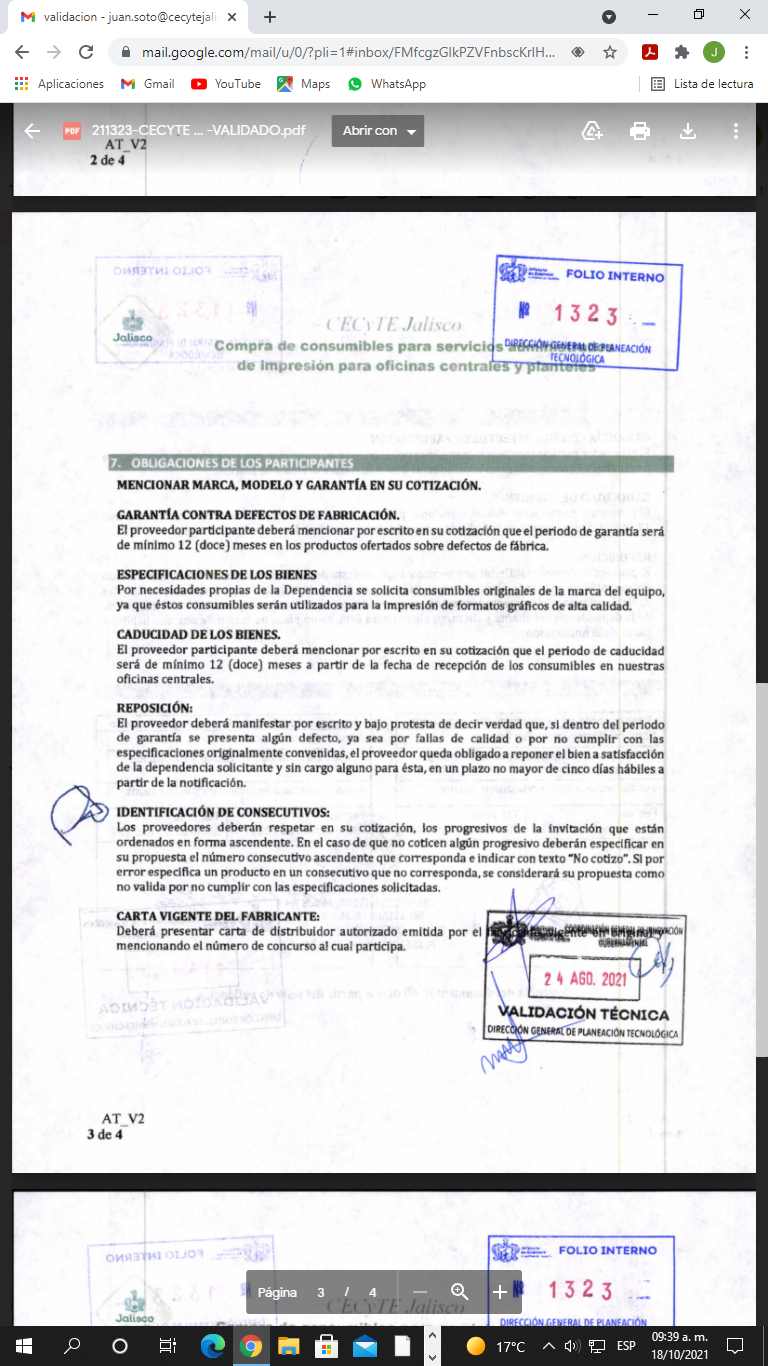 validacion - juan.soto@cecytejali
mail.google.com/mail/u/0/?pli=1#inbox/FMfcgzGlkPZVFnbscKrlH...
J
Aplicaciones
Gmail
YouTube
Maps
WhatsApp
Lista de lectura
PDF
211323-CECYTE ... -VALIDADO.pdf
Abrir con
AT_V2
2 de 4
FOLIO INTERNO
Nº 1323
DIRECCIÓN GENERAL DE PLANEACIÓN
TECNOLÓGICA
Jalisco
CECyTE Jalisco
Compra de consumibles para servicios administrativos
de Impresión para oficinas centrales y planteles
7. OBLIGACIONES DE LOS PARTICIPANTES
MENCIONAR MARCA, MODELO Y GARANTÍA EN SU COTIZACIÓN.
GARANTÍA CONTRA DEFECTOS DE FABRICACIÓN.
El proveedor participante deberá mencionar por escrito en su cotización que el periodo de garantía será
de mínimo 12 (doce) meses en los productos ofertados sobre defectos de fábrica.
ESPECIFICACIONES DE LOS BIENES
Por necesidades propias de la Dependencia se solicita consumibles originales de la marca del equipo,
ya que éstos consumibles serán utilizados para la impresión de formatos gráficos de alta calidad.
CADUCIDAD DE LOS BIENES.
El proveedor participante deberá mencionar por escrito en su cotización que el periodo de caducidad
será de mínimo 12 (doce) meses a partir de la fecha de recepción de los consumibles en nuestras
oficinas centrales.
REPOSICIÓN:
El proveedor deberá manifestar por escrito y bajo protesta de decir verdad que, si dentro del periodo
de garantía se presenta algún defecto, ya sea por fallas de calidad o por no cumplir con las
especificaciones originalmente convenidas, el proveedor queda obligado a reponer el bien a satisfacción
de la dependencia solicitante y sin cargo alguno para ésta, en un plazo no mayor de cinco días hábiles a
partir de la notificación.
IDENTIFICACIÓN DE CONSECUTIVOS:
Los proveedores deberán respetar en su cotización, los progresivos de la invitación que están
ordenados en forma ascendente. En el caso de que no coticen algún progresivo deberán especificar en
su propuesta el número consecutivo ascendente que corresponda e indicar con texto "No cotizo". Si por
error especifica un producto en un consecutivo que no corresponda, se considerará su propuesta como
no valida por no cumplir con las especificaciones solicitadas.
CARTA VIGENTE DEL FABRICANTE:
Deberá presentar carta de distribuidor autorizado emitida por el vigente en original y
mencionando el número de concurso al cual participa.
COORDINACIÓN GENERAL DE INNOVACIÓN
GUBERNAMENTAL
24 AGO. 2021
VALIDACIÓN TÉCNICA
DIRECCIÓN GENERAL DE PLANEACIÓN TECNOLÓGICA
AT_V2
3 de 4
FOLIO INTERNO
Nº 1323
DIRECCIÓN GENERAL DE PLANEACIÓN
Jalisco
CECyTE Jalisco
Página 3 / 4
17°C
ESP
09:39 a. m.
18/10/2021